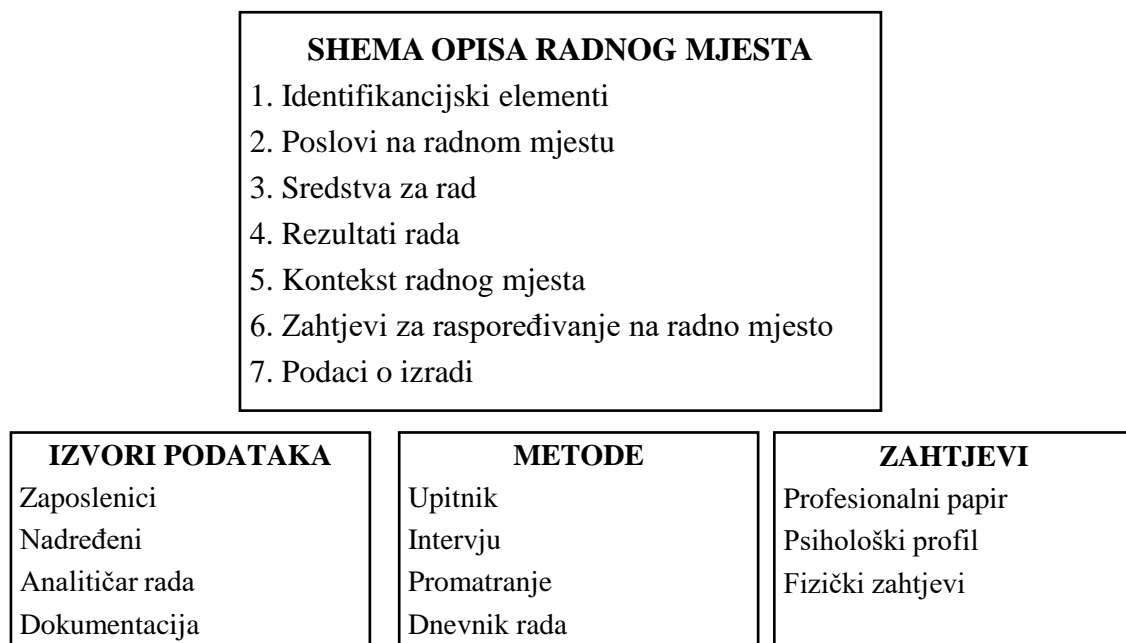 SHEMA OPISA RADNOG MJESTA
1. Identifikancijski elementi
2. Poslovi na radnom mjestu
3. Sredstva za rad
4. Rezultati rada
5. Kontekst radnog mjesta
6. Zahtjevi za raspoređivanje na radno mjesto
7. Podaci o izradi
IZVORI PODATAKA
Zaposlenici
Nadređeni
Analitičar rada
Dokumentacija
METODE
Upitnik
Intervju
Promatranje
Dnevnik rada
ZAHTJEVI
Profesionalni papir
Psihološki profil
Fizički zahtjevi